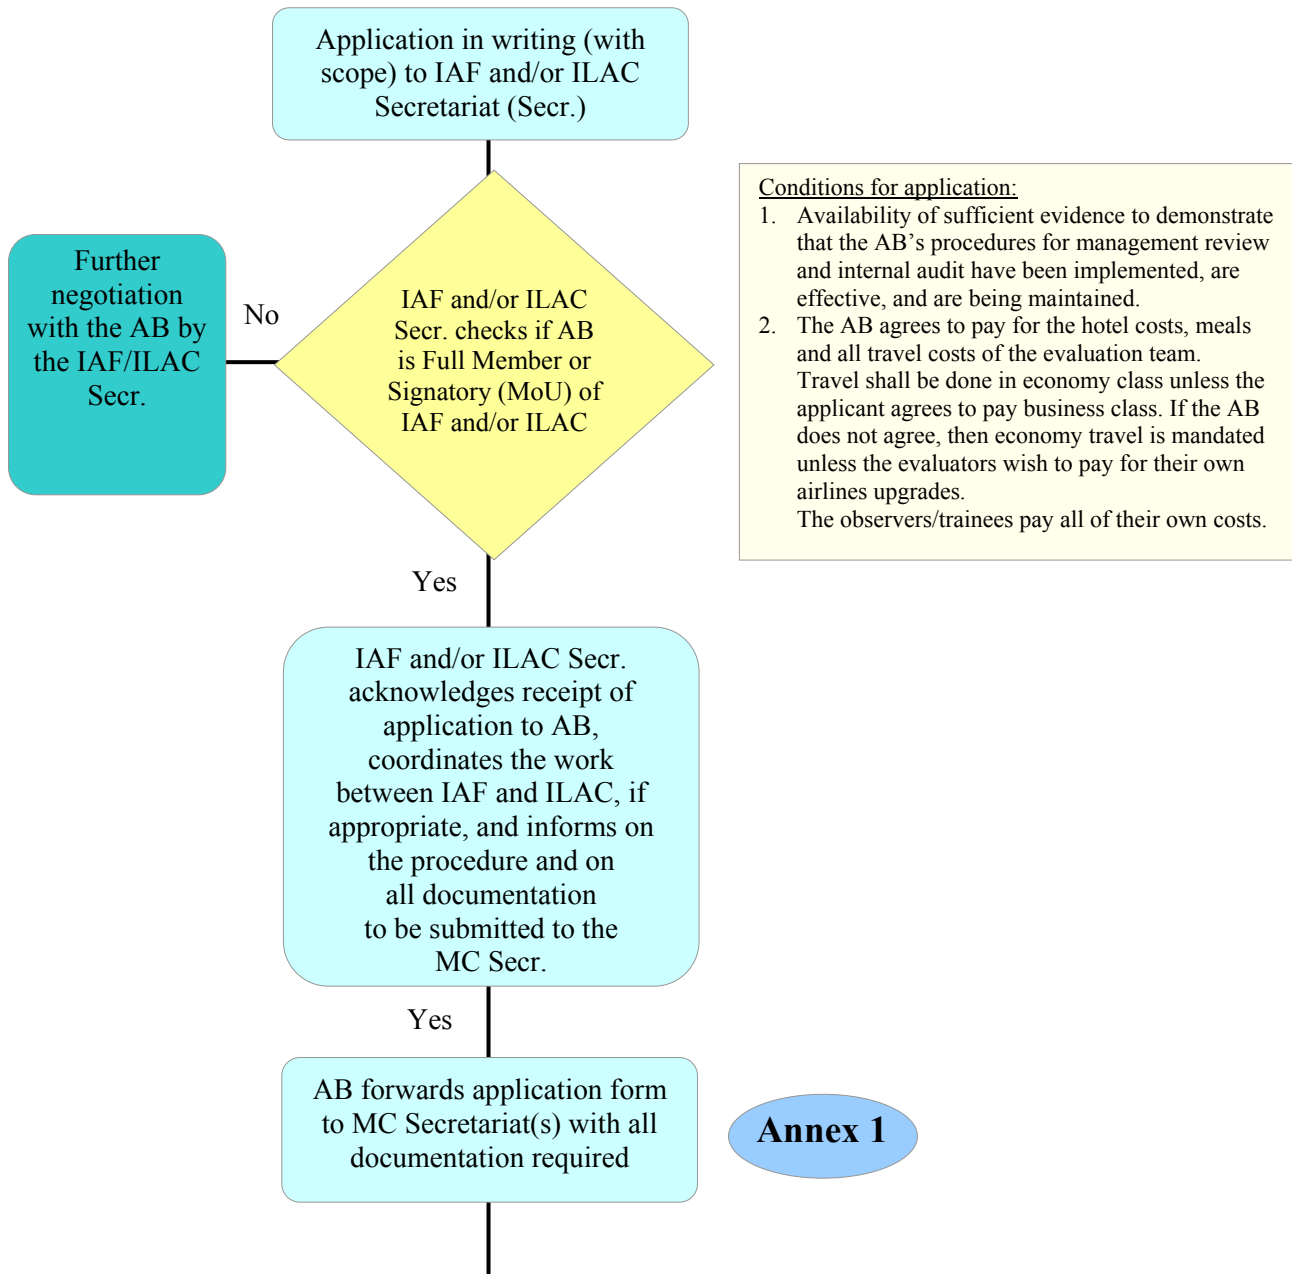 Application in writing (with
scope) to IAF and/or ILAC
Secretariat (Secr.)
Conditions for application:
1. Availability of sufficient evidence to demonstrate
that the AB’s procedures for management review
and internal audit have been implemented, are
effective, and are being maintained.
2. The AB agrees to pay for the hotel costs, meals
and all travel costs of the evaluation team.
Travel shall be done in economy class unless the
applicant agrees to pay business class. If the AB
does not agree, then economy travel is mandated
unless the evaluators wish to pay for their own
airlines upgrades.
The observers/trainees pay all of their own costs.
Further
negotiation
with the AB by
the IAF/ILAC
Secr.
No
IAF and/or ILAC
Secr. checks if AB
is Full Member or
Signatory (MoU) of
IAF and/or ILAC
Yes
IAF and/or ILAC Secr.
acknowledges receipt of
application to AB,
coordinates the work
between IAF and ILAC, if
appropriate, and informs on
the procedure and on
all documentation
to be submitted to the
MC Secr.
Yes
AB forwards application form
to MC Secretariat(s) with all
documentation required
Annex 1